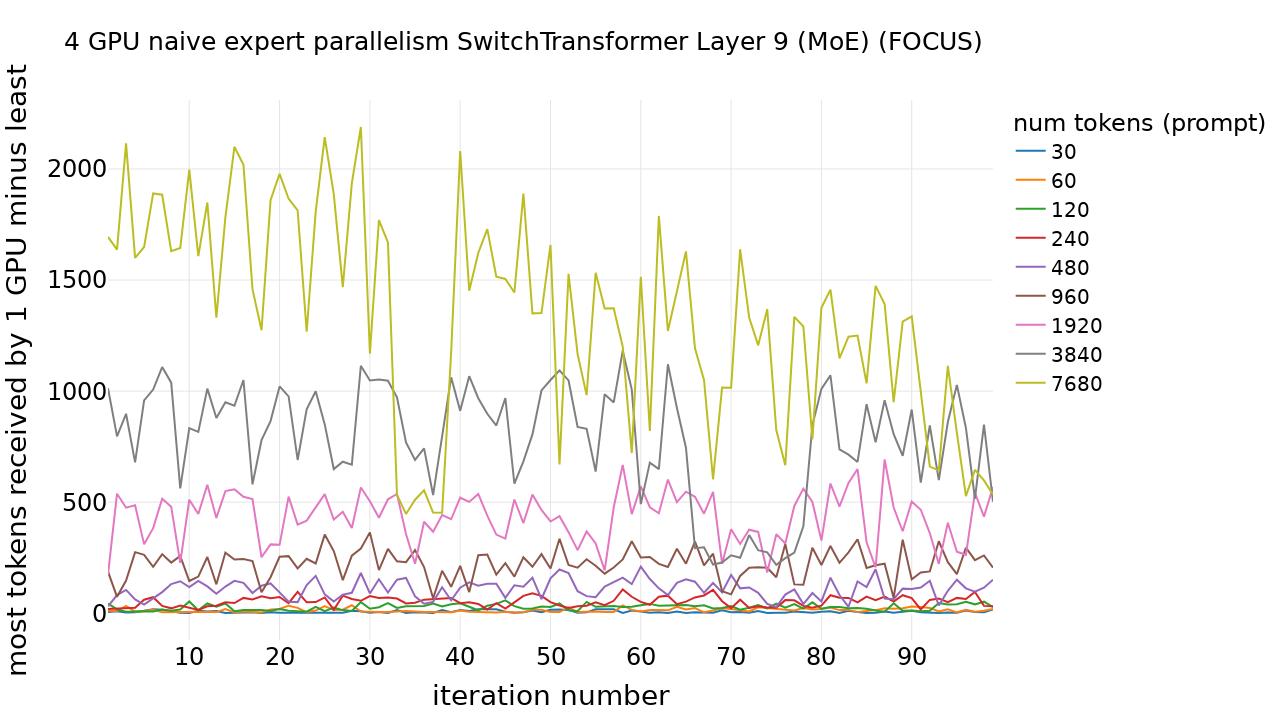 4 GPU naive expert parallelism SwitchTransformer Layer 9 (MoE) (FOCUS)
most tokens received by 1 GPU minus least
2000
1500
1000
500
0
10 20 30 40 50 60 70 80 90
iteration number
num tokens (prompt)
30
60
120
240
480
960
1920
3840
7680